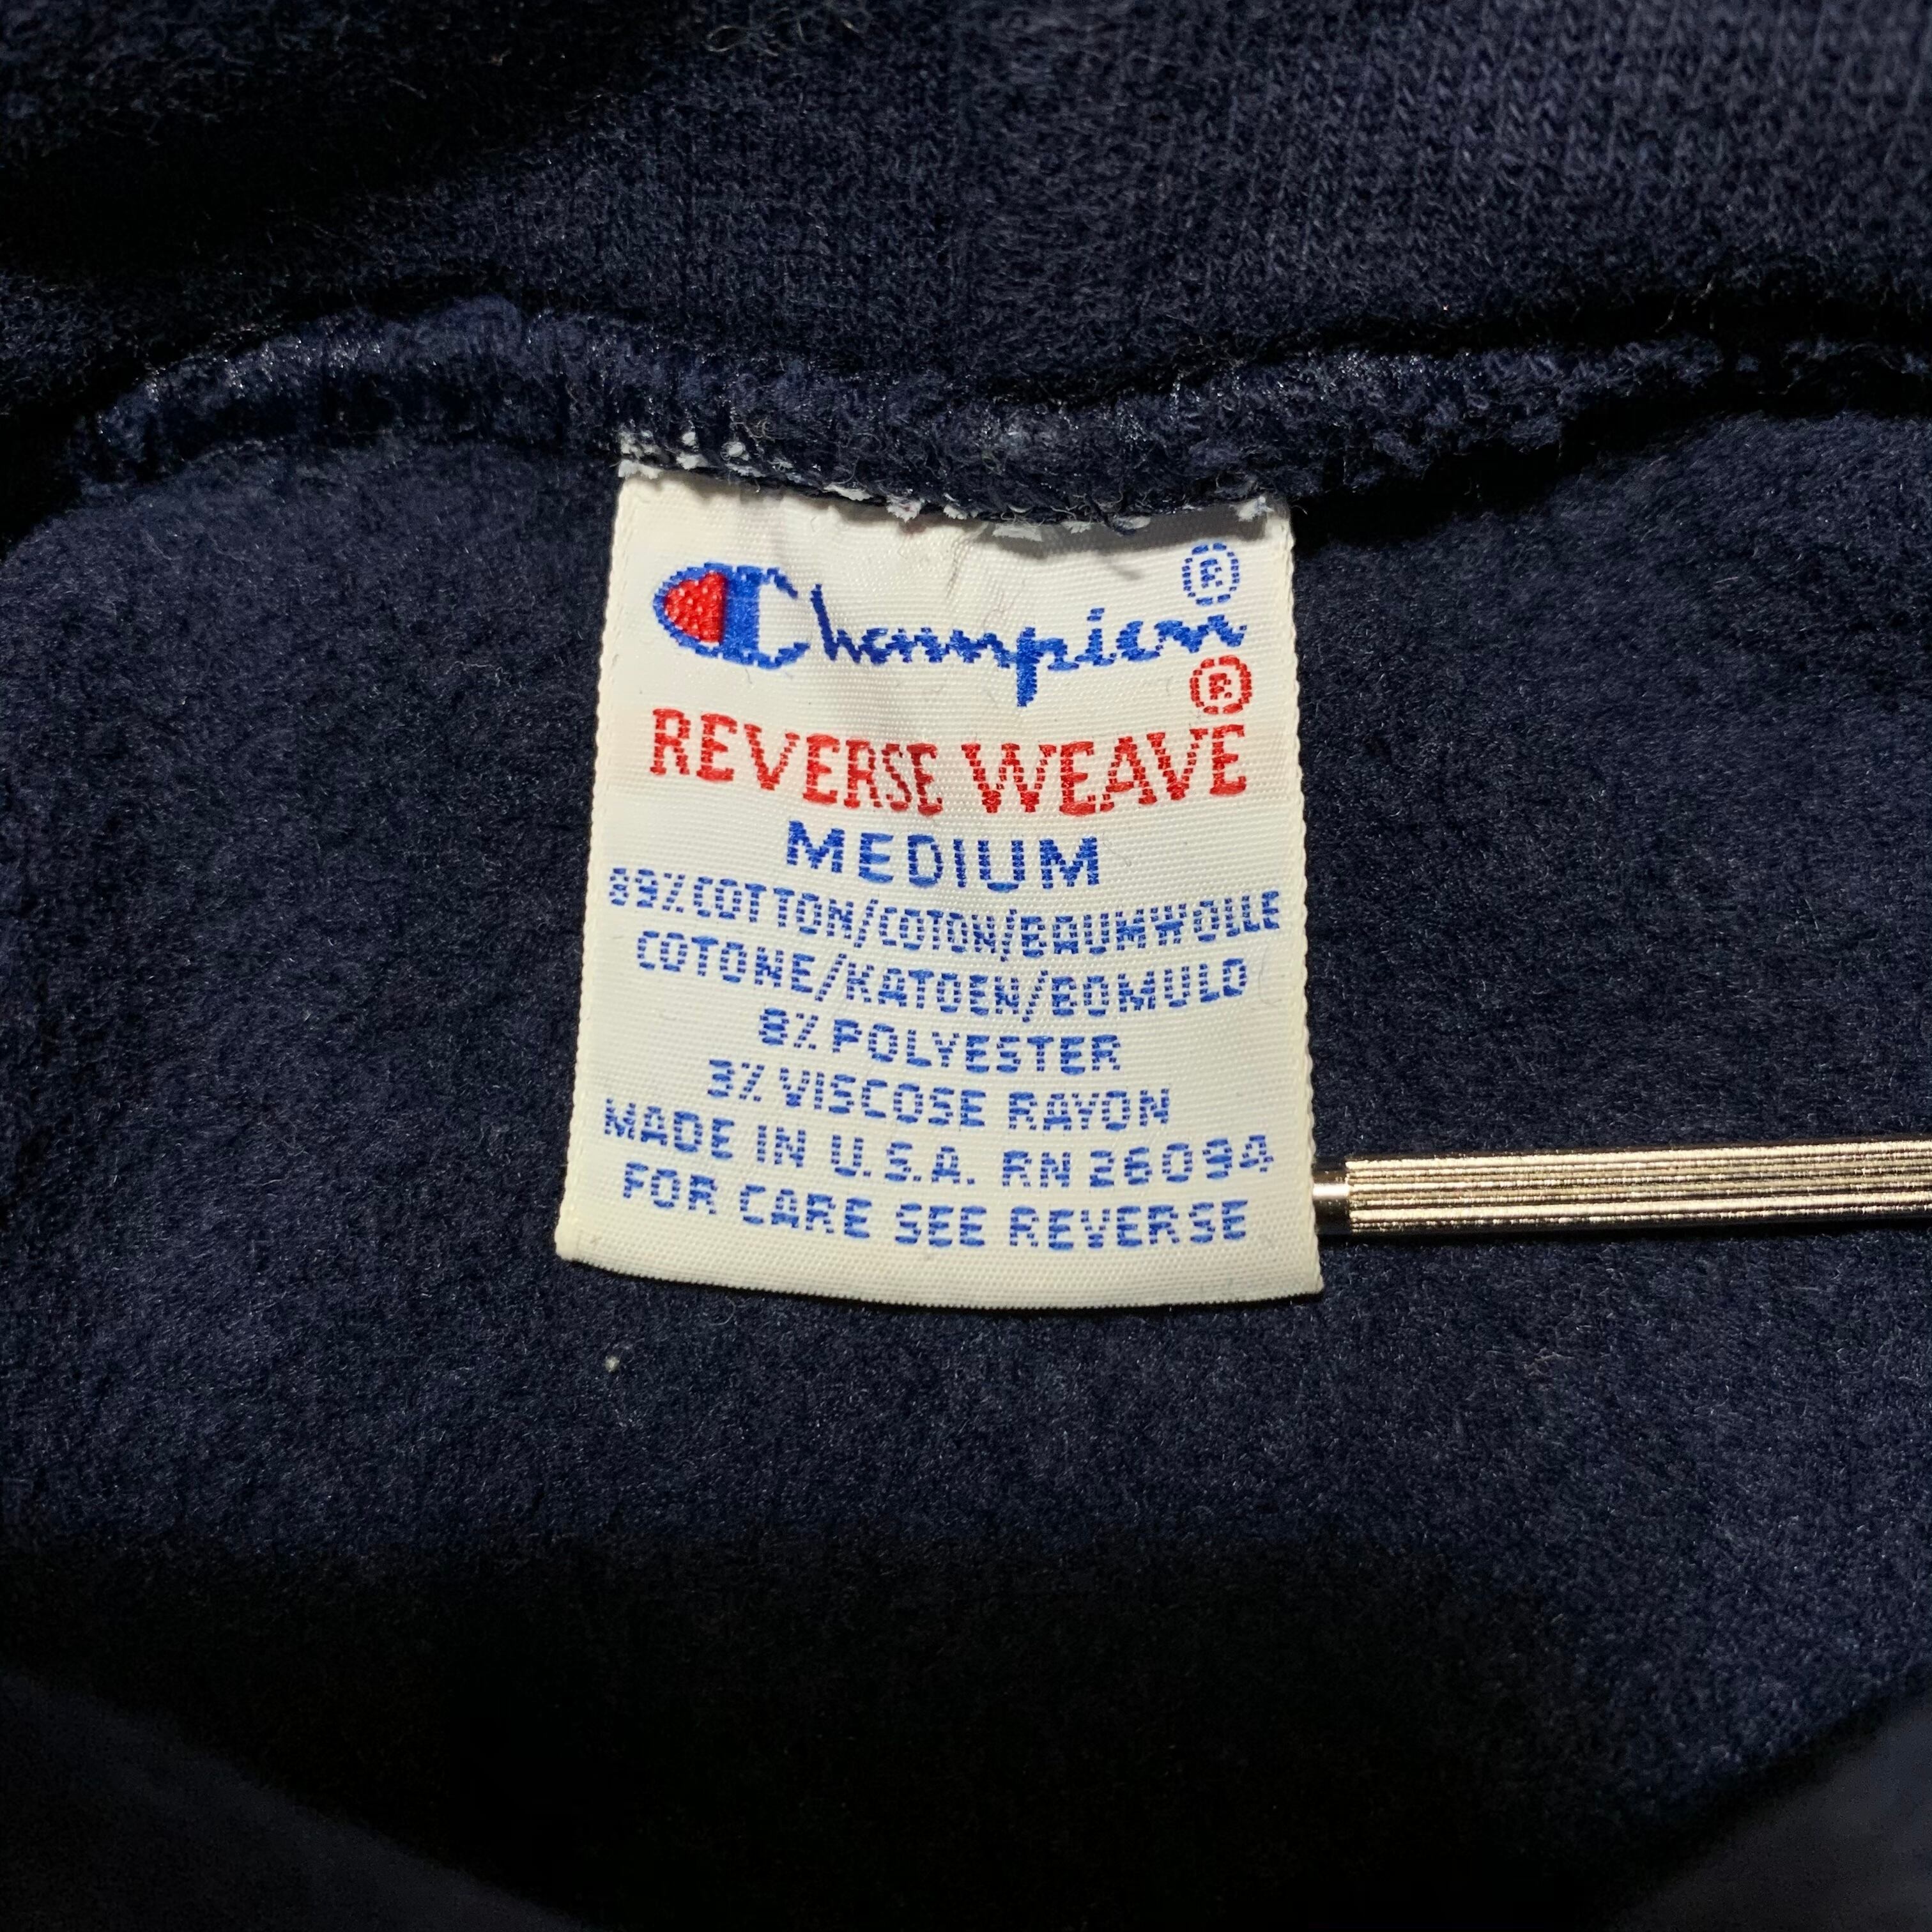 Champion®
REVERSE WEAVE®
MEDIUM
89% COTTON/COTON/BAUMWOLLE
COTONE/KATOEN/BOMULD
8% POLYESTER
3% VISCOSE RAYON
MADE IN U.S.A. RN 26094
FOR CARE SEE REVERSE